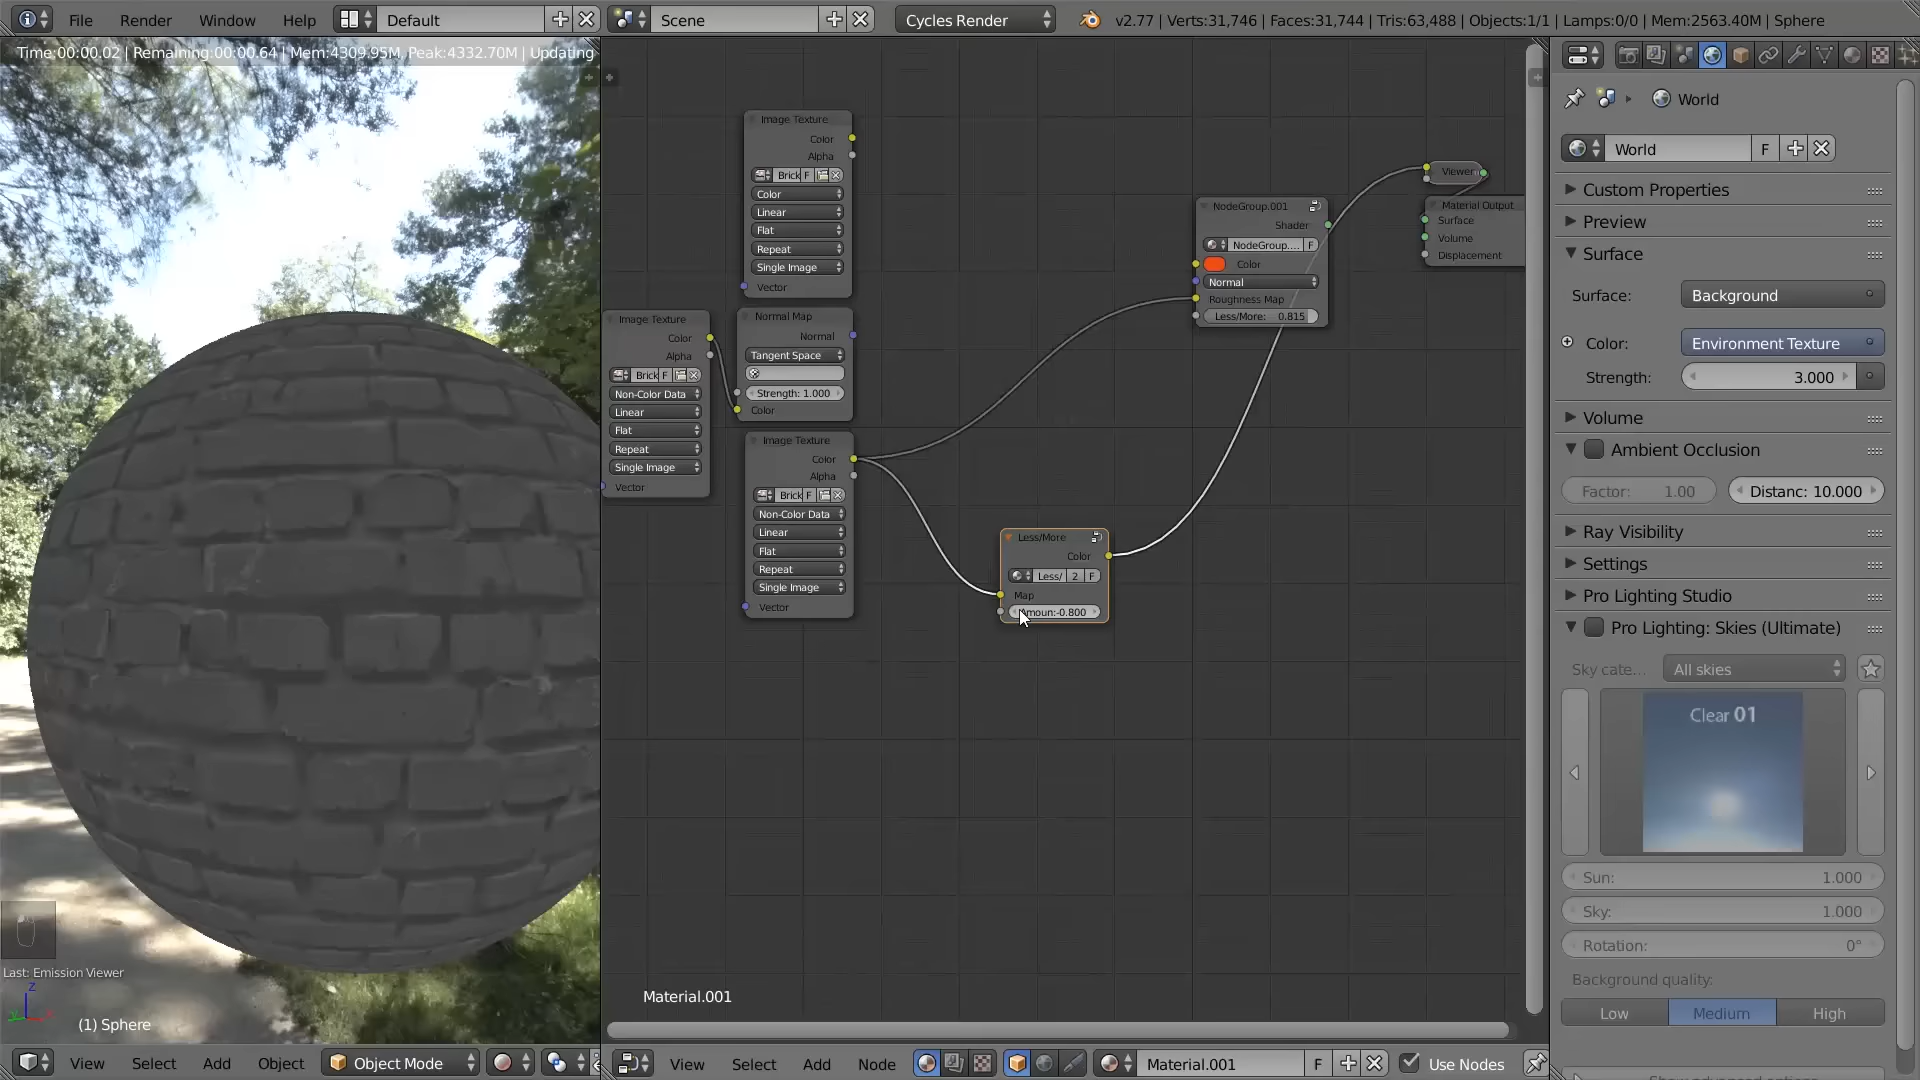 File Render Window Help Default Scene Cycles Render v2.77 | Verts:31,746 | Faces:31,744 | Tris:63,488 | Objects:1/1 | Lamps:0/0 | Mem:2563.40M | Sphere
Time:00:00.02 | Remaining:00:00.64 | Mem:4309.95M, Peak:4332.70M | Updating
Last: Emission Viewer
(1) Sphere
View Select Add Object Object Mode
Image Texture
Color
Alpha
Brick F
Color
Linear
Flat
Repeat
Single Image
Vector
Image Texture
Color
Alpha
Brick F
Non-Color Data
Linear
Flat
Repeat
Single Image
Vector
Normal Map
Normal
Tangent Space
Strength: 1.000
Color
Image Texture
Color
Alpha
Brick F
Non-Color Data
Linear
Flat
Repeat
Single Image
Vector
Less/More
Color
Less/ 2 F
Map
Amoun:-0.800
NodeGroup.001
Shader
NodeGroup.... F
Color
Normal
Roughness Map
Less/More: 0.815
Viewer
Material Output
Surface
Volume
Displacement
Material.001
View Select Add Node Material.001 F Use Nodes
World
World F
Custom Properties
Preview
Surface
Surface: Background
Color: Environment Texture
Strength: 3.000
Volume
Ambient Occlusion
Factor: 1.00 Distanc: 10.000
Ray Visibility
Settings
Pro Lighting Studio
Pro Lighting: Skies (Ultimate)
Sky cate... All skies
Clear 01
Sun: 1.000
Sky: 1.000
Rotation: 0°
Background quality:
Low Medium High